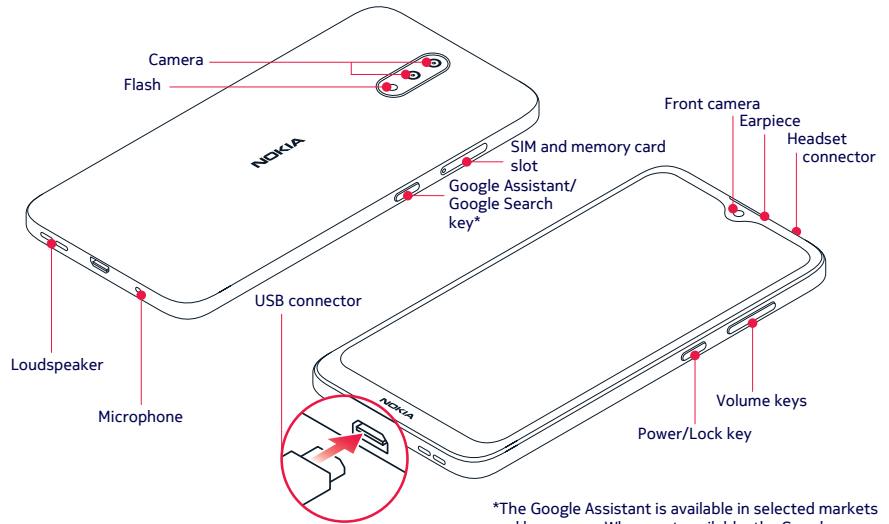 Camera
Flash
NOKIA
SIM and memory card
slot
Google Assistant/
Google Search
key*
Front camera
Earpiece
Headset
connector
USB connector
Loudspeaker
Microphone
NOKIA
Volume keys
Power/Lock key
*The Google Assistant is available in selected markets